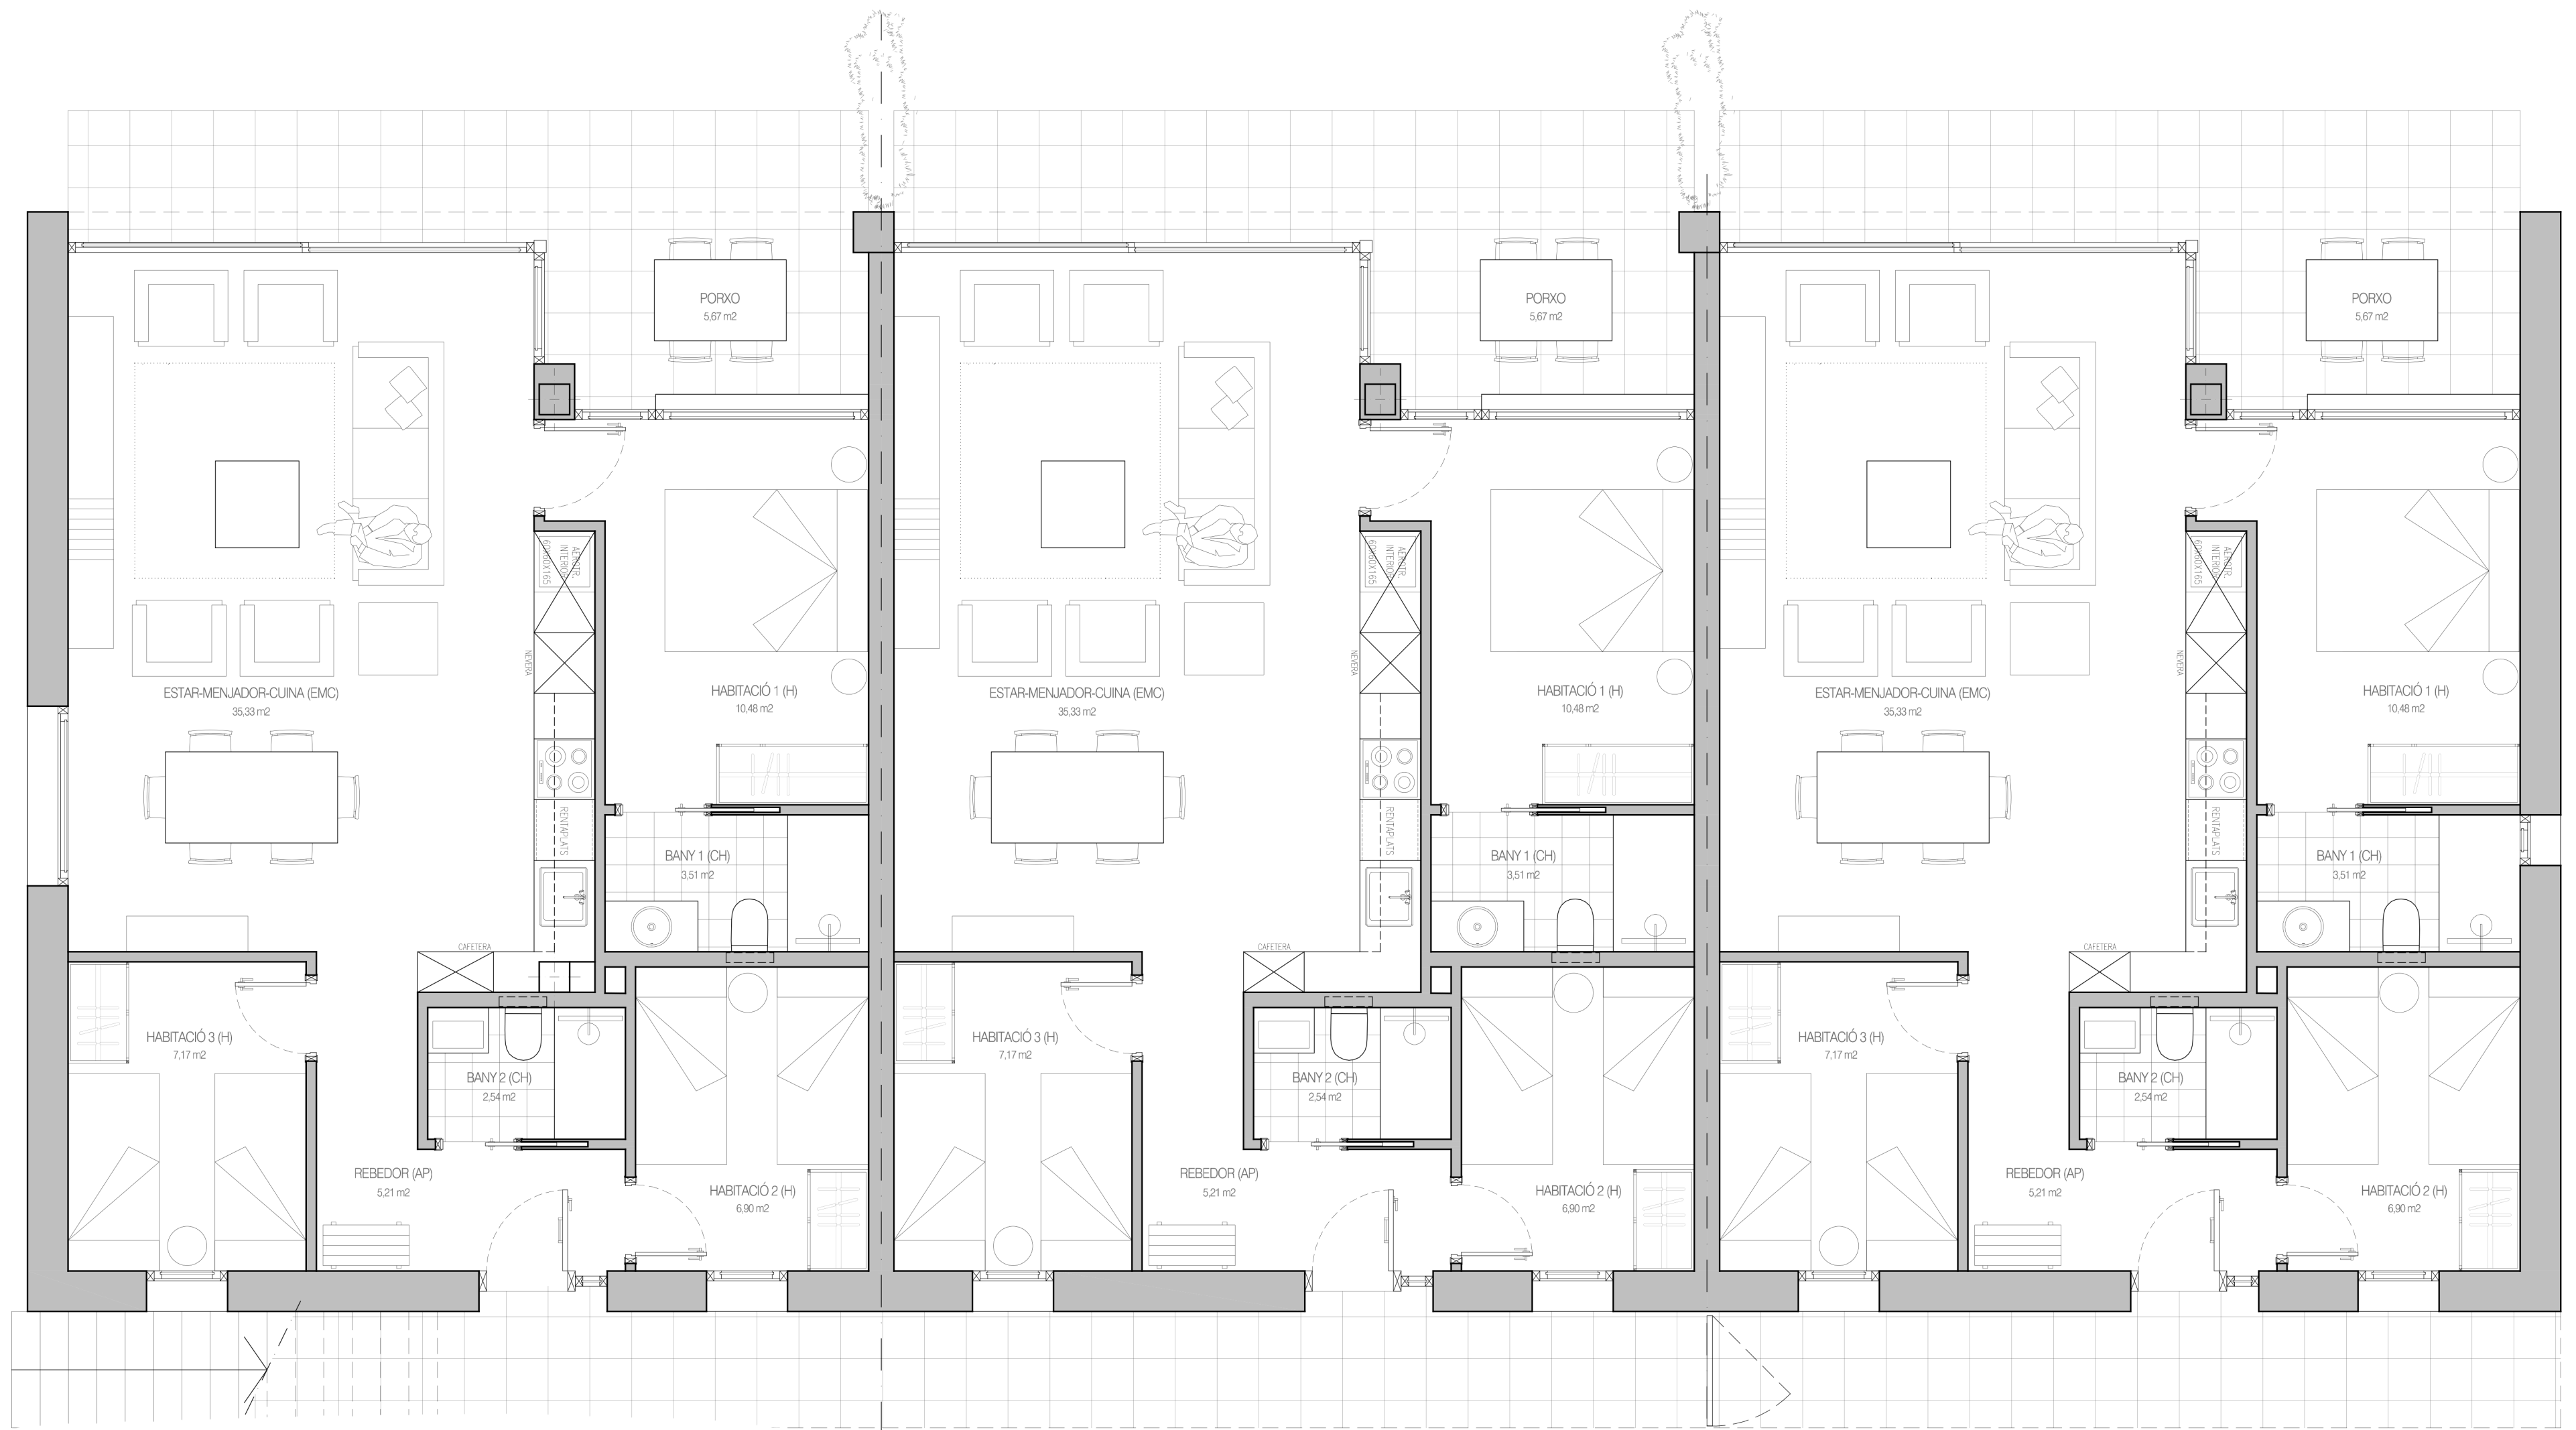 PORXO
5,67 m2
AEROTR.
INTERIOR
60X60X165
NEVERA
ESTAR-MENJADOR-CUINA (EMC)
35,33 m2
HABITACIÓ 1 (H)
10,48 m2
RENTAPLATS
BANY 1 (CH)
3,51 m2
CAFETERA
HABITACIÓ 3 (H)
7,17 m2
BANY 2 (CH)
2,54 m2
REBEDOR (AP)
5,21 m2
HABITACIÓ 2 (H)
6,90 m2
PORXO
5,67 m2
AEROTR.
INTERIOR
60X60X165
NEVERA
ESTAR-MENJADOR-CUINA (EMC)
35,33 m2
HABITACIÓ 1 (H)
10,48 m2
RENTAPLATS
BANY 1 (CH)
3,51 m2
CAFETERA
HABITACIÓ 3 (H)
7,17 m2
BANY 2 (CH)
2,54 m2
REBEDOR (AP)
5,21 m2
HABITACIÓ 2 (H)
6,90 m2
PORXO
5,67 m2
AEROTR.
INTERIOR
60X60X165
NEVERA
ESTAR-MENJADOR-CUINA (EMC)
35,33 m2
HABITACIÓ 1 (H)
10,48 m2
RENTAPLATS
BANY 1 (CH)
3,51 m2
CAFETERA
HABITACIÓ 3 (H)
7,17 m2
BANY 2 (CH)
2,54 m2
REBEDOR (AP)
5,21 m2
HABITACIÓ 2 (H)
6,90 m2